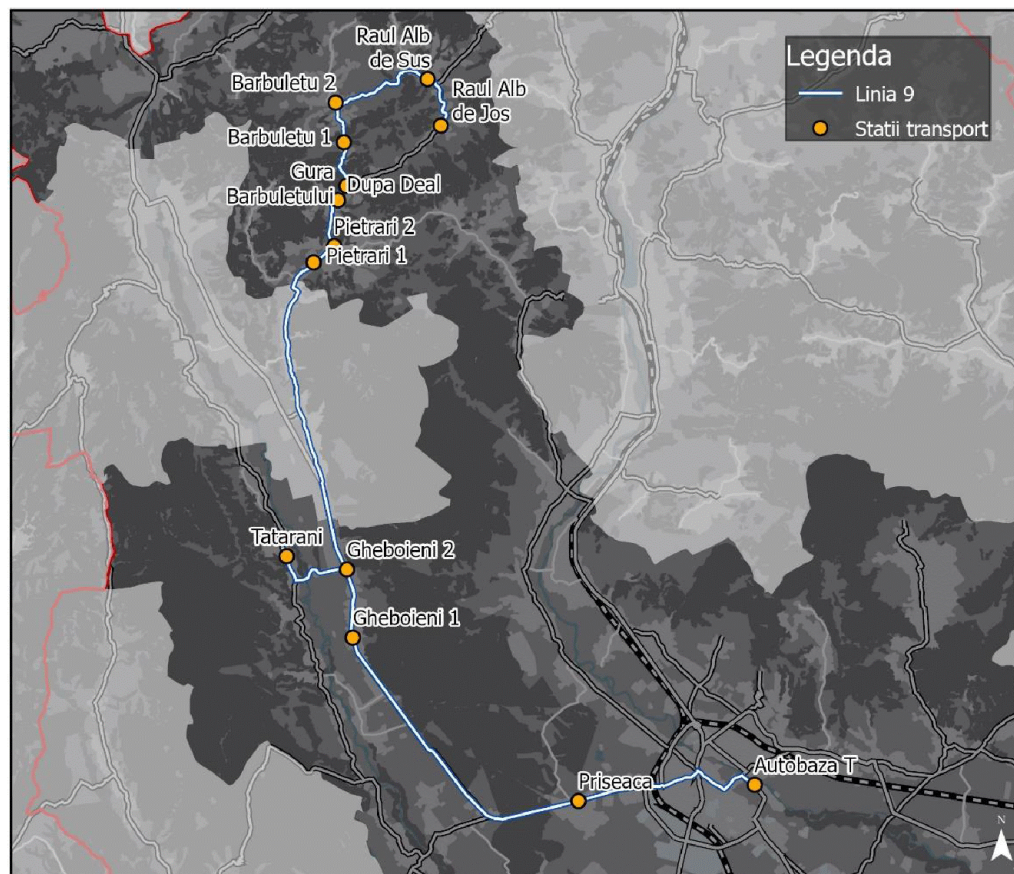 Legenda
Linia 9
Statii transport
Raul Alb
de Sus
Barbuletu 2
Raul Alb
de Jos
Barbuletu 1
Gura
Barbuletului
Dupa Deal
Pietrari 2
Pietrari 1
Tatarani
Gheboieni 2
Gheboieni 1
Autobaza T
Priseaca
N